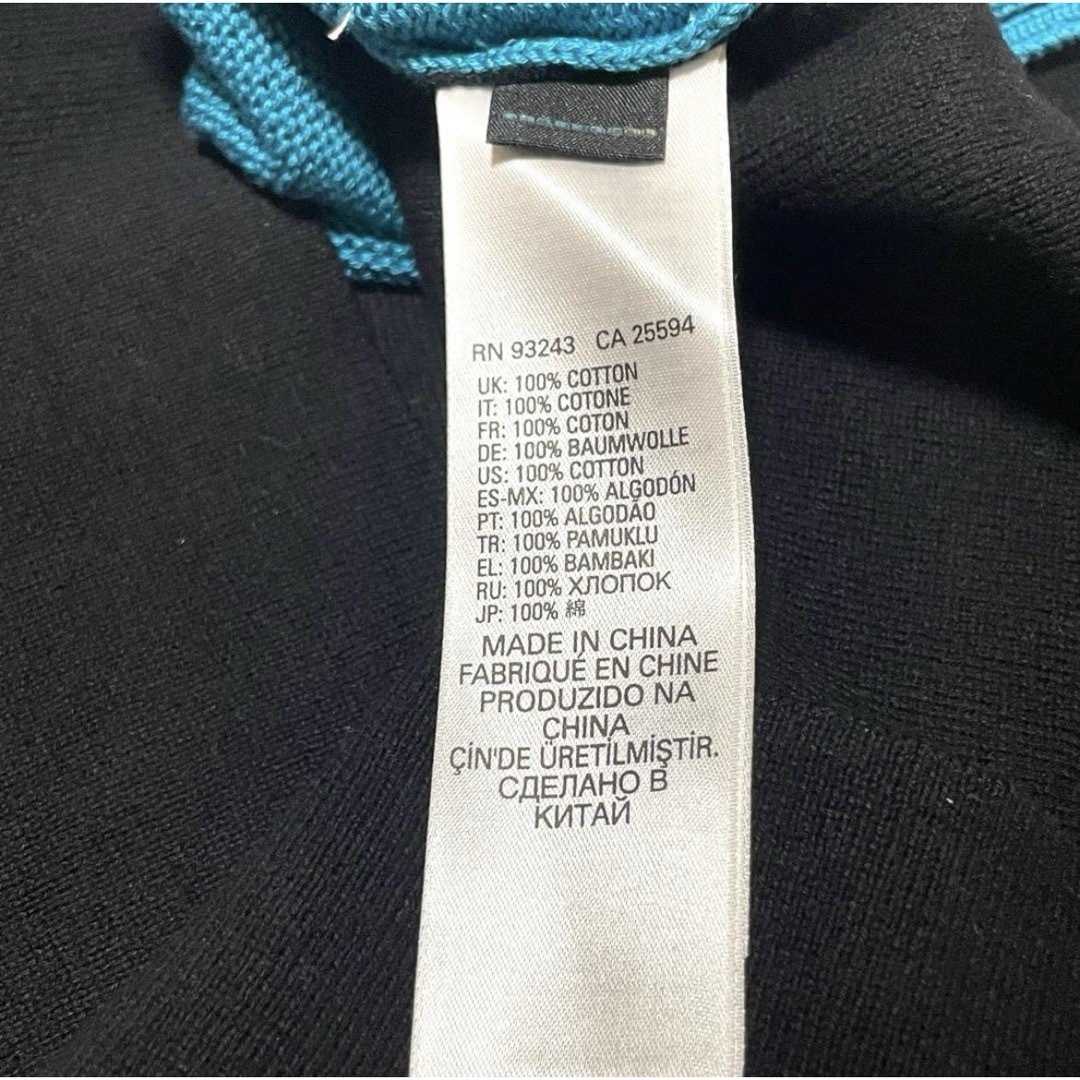 RN 93243 CA 25594
UK: 100% COTTON
IT: 100% COTONE
FR: 100% COTON
DE: 100% BAUMWOLLE
US: 100% COTTON
ES-MX: 100% ALGODÓN
PT: 100% ALGODÃO
TR: 100% PAMUKLU
EL: 100% BAMBAKI
RU: 100% ХЛОПОК
JP: 100% 綿
MADE IN CHINA
FABRIQUÉ EN CHINE
PRODUZIDO NA
CHINA
ÇİN'DE ÜRETİLMİŞTİR.
СДЕЛАНО В
КИТАЙ